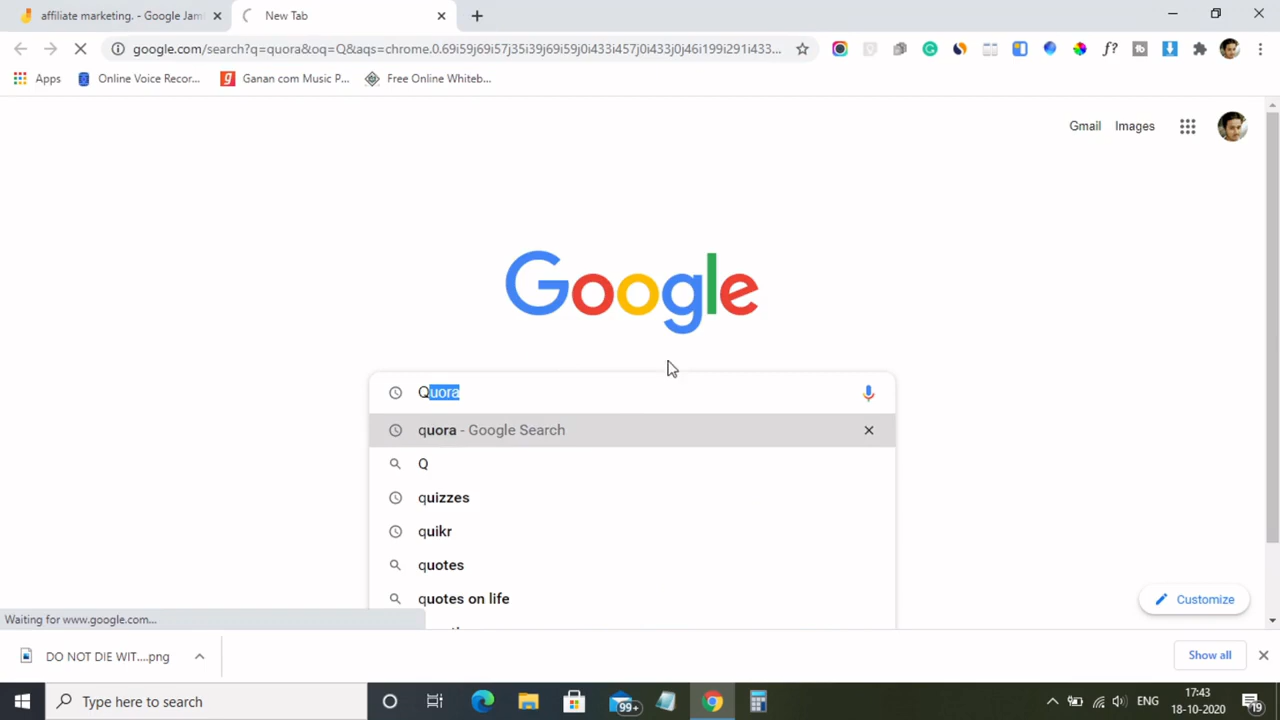 affiliate marketing. - Google Jam
New Tab
google.com/search?q=quora&oq=Q&aqs=chrome.0.69i59j69i57j35i39j69i59j0i433i457j0i433j0j46i199i291i433...
Apps
Online Voice Recor...
Ganan com Music P...
Free Online Whiteb...
Gmail
Images
Google
Quora
quora - Google Search
Q
quizzes
quikr
quotes
quotes on life
Customize
Waiting for www.google.com...
DO NOT DIE WIT....png
Show all
Type here to search
99+
ENG
17:43
18-10-2020
19